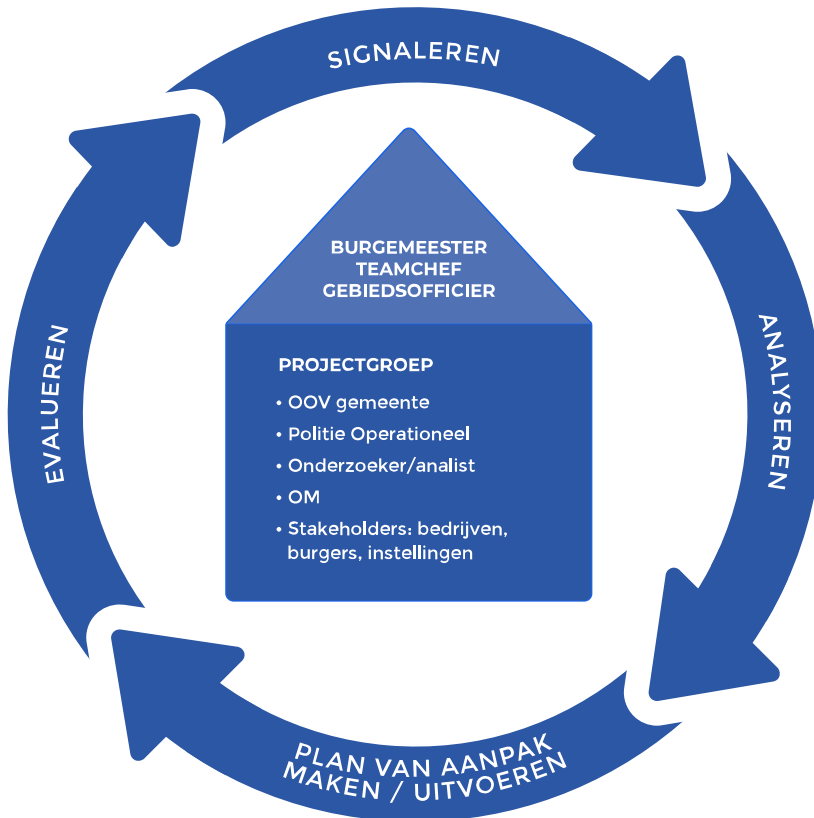 SIGNALEREN
ANALYSEREN
PLAN VAN AANPAK
MAKEN / UITVOEREN
EVALUEREN
BURGEMEESTER
TEAMCHEF
GEBIEDSOFFICIER
PROJECTGROEP
• OOV gemeente
• Politie Operationeel
• Onderzoeker/analist
• OM
• Stakeholders: bedrijven,
burgers, instellingen